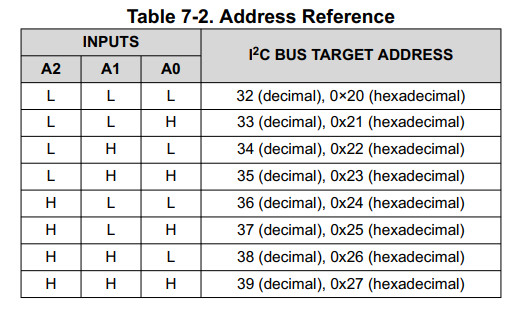 Table 7-2. Address Reference
INPUTS
I²C BUS TARGET ADDRESS
A2 A1 A0
L L L 32 (decimal), 0×20 (hexadecimal)
L L H 33 (decimal), 0x21 (hexadecimal)
L H L 34 (decimal), 0x22 (hexadecimal)
L H H 35 (decimal), 0x23 (hexadecimal)
H L L 36 (decimal), 0x24 (hexadecimal)
H L H 37 (decimal), 0x25 (hexadecimal)
H H L 38 (decimal), 0x26 (hexadecimal)
H H H 39 (decimal), 0x27 (hexadecimal)